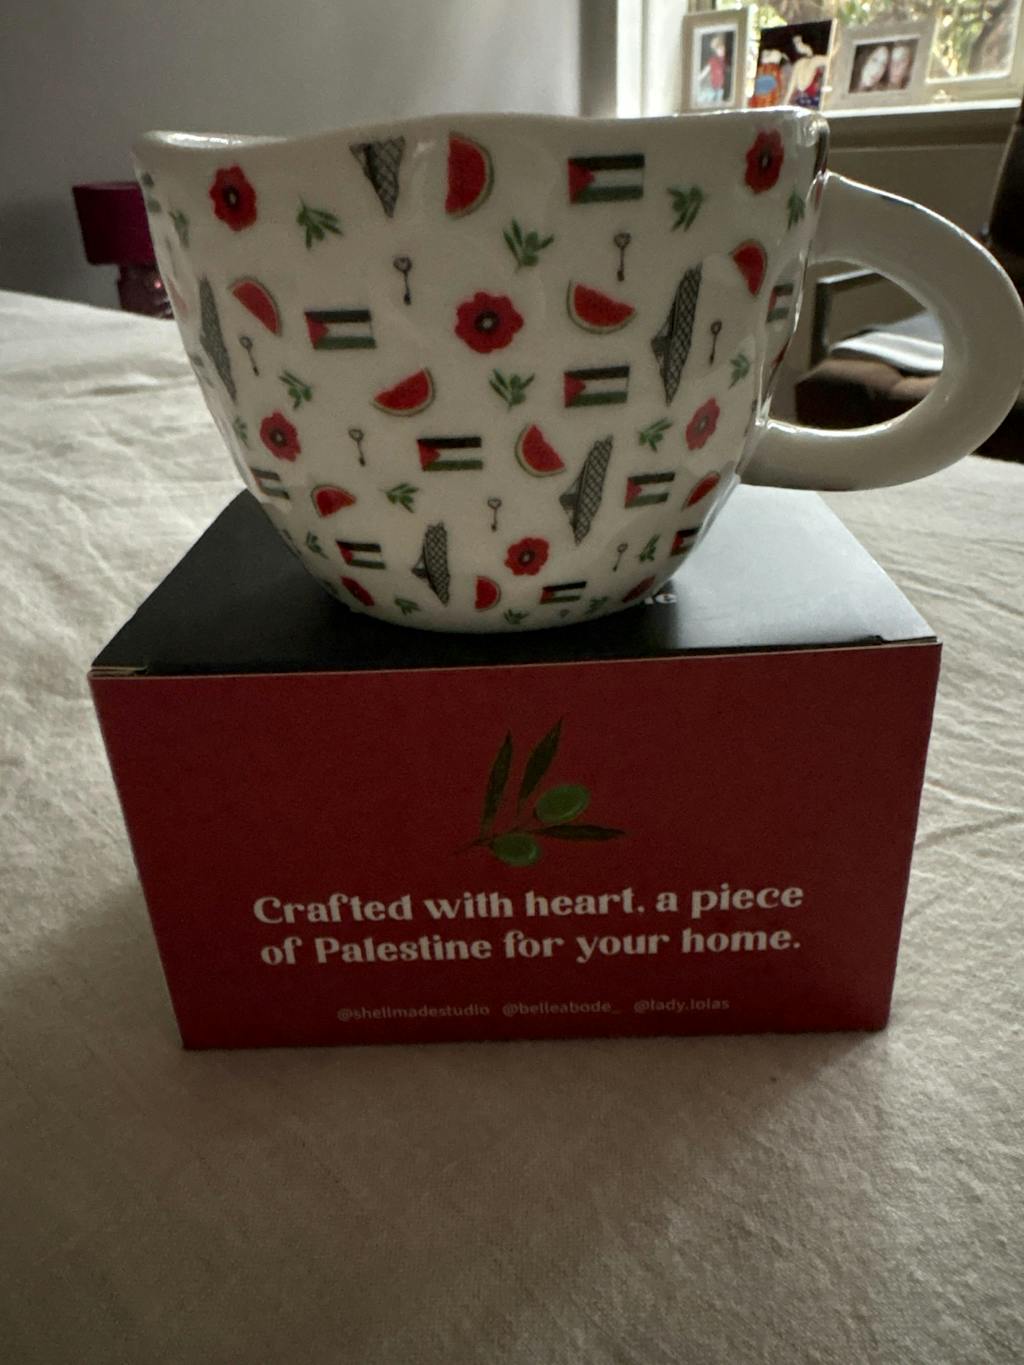 Crafted with heart. a piece
of Palestine for your home.
@shellmadestudio @belleabode_ @lady.lolas